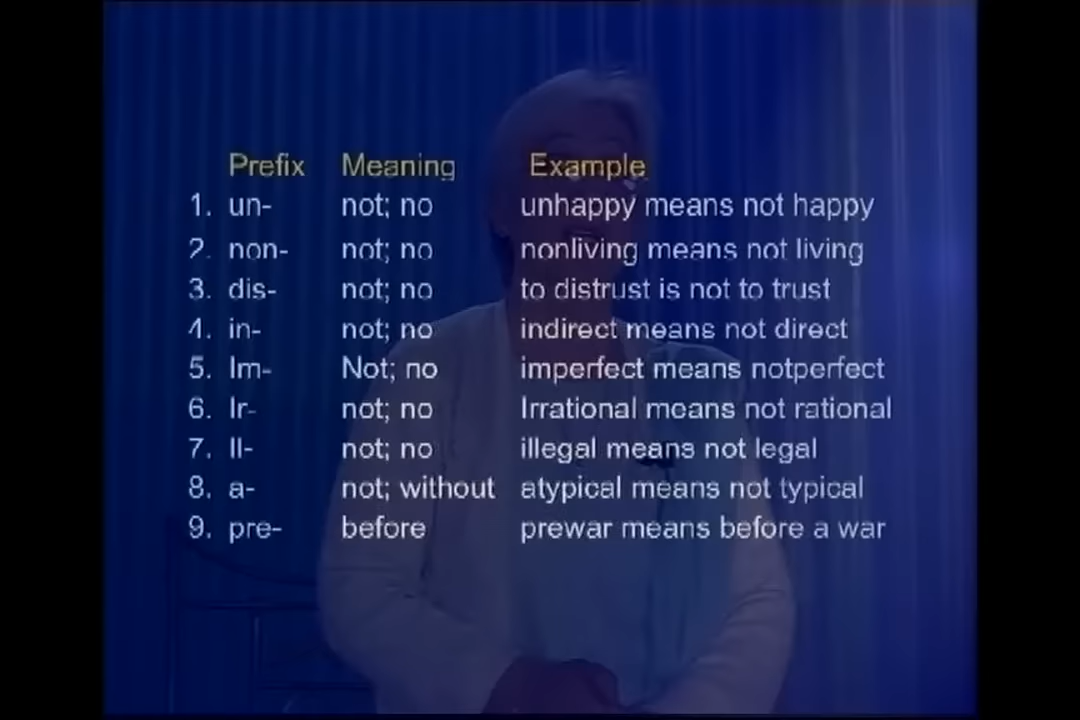 Prefix Meaning Example
1. un- not; no unhappy means not happy
2. non- not; no nonliving means not living
3. dis- not; no to distrust is not to trust
4. in- not; no indirect means not direct
5. Im- Not; no imperfect means notperfect
6. Ir- not; no Irrational means not rational
7. Il- not; no illegal means not legal
8. a- not; without atypical means not typical
9. pre- before prewar means before a war